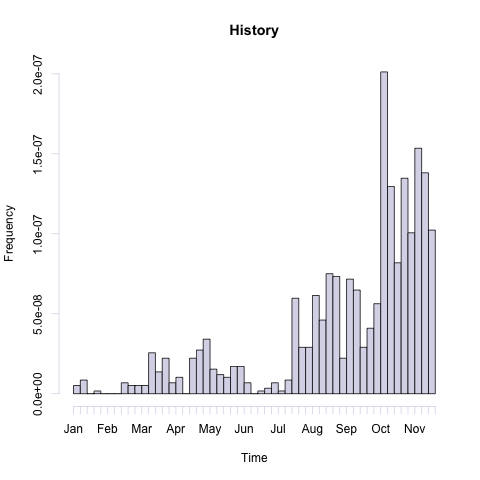 History
2.0e-07
1.5e-07
1.0e-07
5.0e-08
0.0e+00
Frequency
Jan Feb Mar Apr May Jun Jul Aug Sep Oct Nov
Time